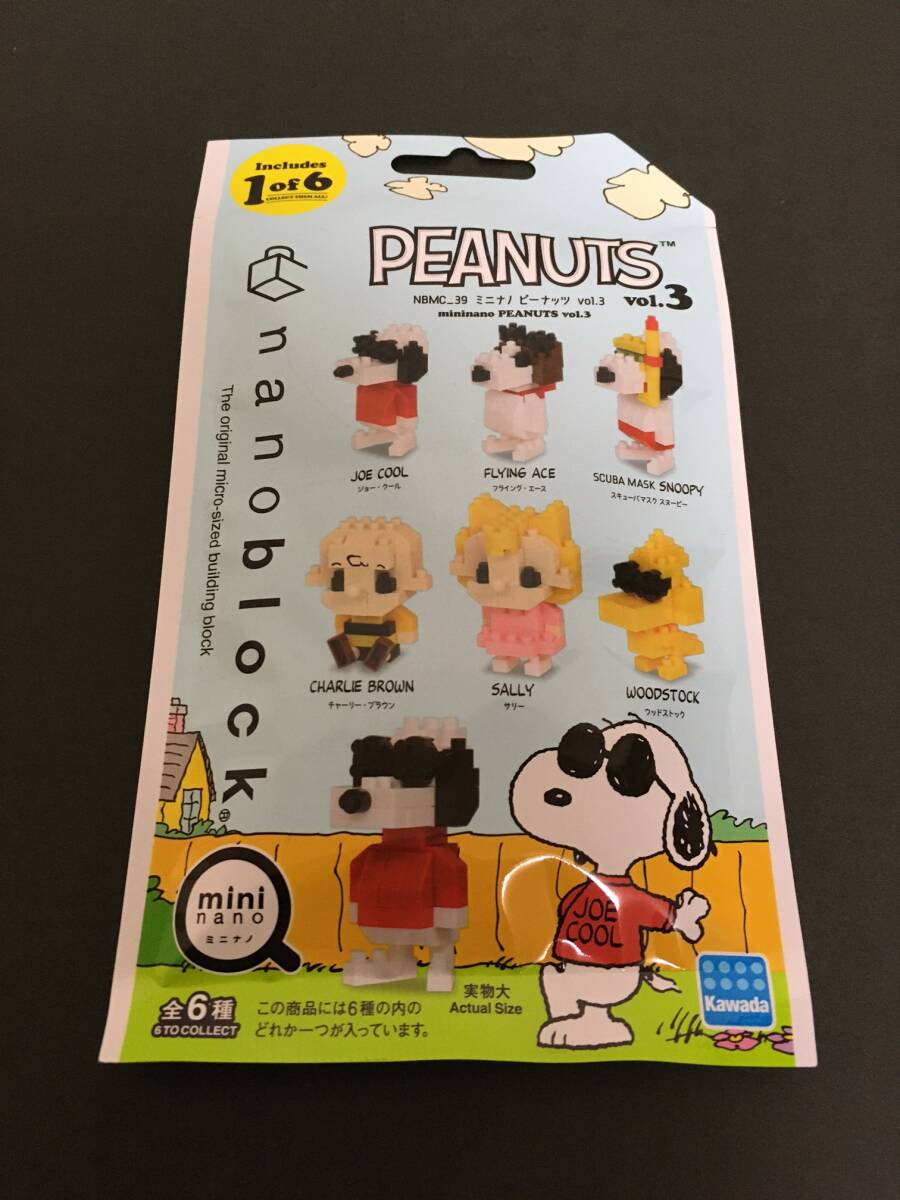 Includes
1 of 6
COLLECT THEM ALL!
PEANUTS™
vol.3
NBMC_39 ミニナノ ピーナッツ vol.3
mininano PEANUTS vol.3
nanoblock®
The original micro-sized building block
JOE COOL
ジョー・クール
FLYING ACE
フライング・エース
SCUBA MASK SNOOPY
スキューバマスク スヌーピー
CHARLIE BROWN
チャーリー・ブラウン
SALLY
サリー
WOODSTOCK
ウッドストック
JOE
COOL
mini
nano
ミニナノ
実物大
Actual Size
Kawada
全6種
6 TO COLLECT
この商品には6種の内の
どれか一つが入っています。